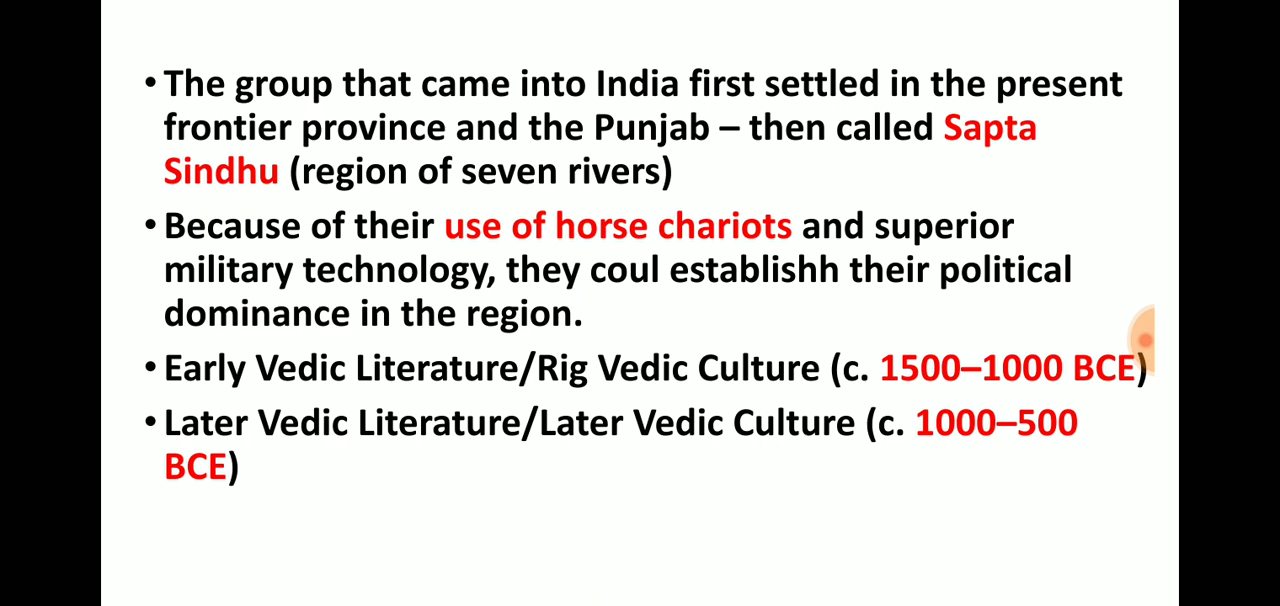 • The group that came into India first settled in the present
frontier province and the Punjab – then called Sapta
Sindhu (region of seven rivers)
• Because of their use of horse chariots and superior
military technology, they coul establishh their political
dominance in the region.
• Early Vedic Literature/Rig Vedic Culture (c. 1500–1000 BCE)
• Later Vedic Literature/Later Vedic Culture (c. 1000–500
BCE)